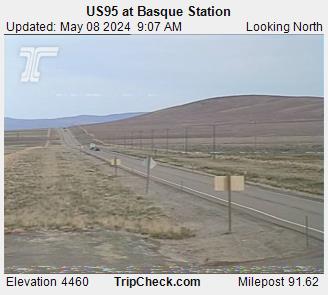 US95 at Basque Station
Updated: May 08 2024 9:07 AM Looking North
Elevation 4460 TripCheck.com Milepost 91.62